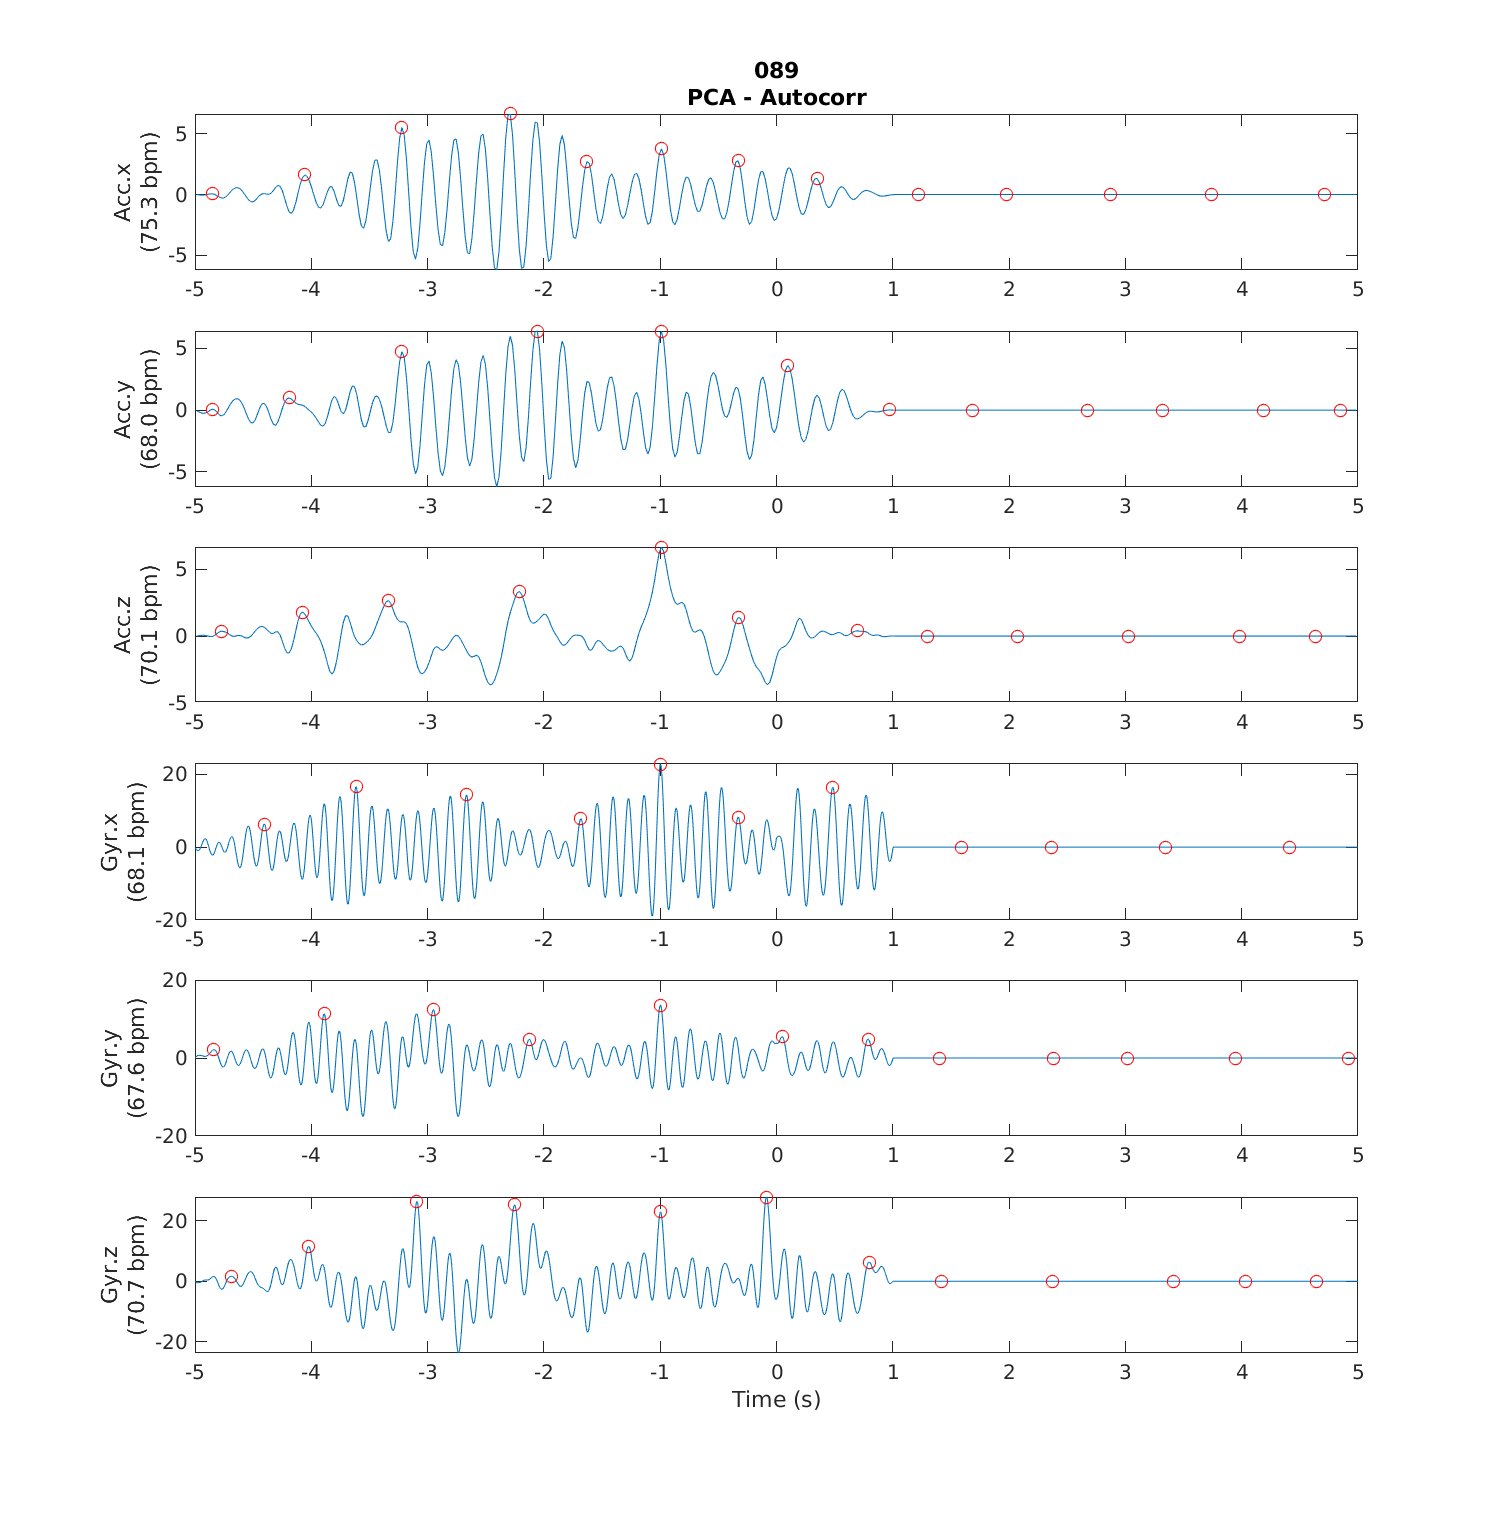 089
PCA - Autocorr
Acc.x
(75.3 bpm)
5
0
-5
-5 -4 -3 -2 -1 0 1 2 3 4 5
Acc.y
(68.0 bpm)
5
0
-5
-5 -4 -3 -2 -1 0 1 2 3 4 5
Acc.z
(70.1 bpm)
5
0
-5
-5 -4 -3 -2 -1 0 1 2 3 4 5
Gyr.x
(68.1 bpm)
20
0
-20
-5 -4 -3 -2 -1 0 1 2 3 4 5
Gyr.y
(67.6 bpm)
20
0
-20
-5 -4 -3 -2 -1 0 1 2 3 4 5
Gyr.z
(70.7 bpm)
20
0
-20
-5 -4 -3 -2 -1 0 1 2 3 4 5
Time (s)